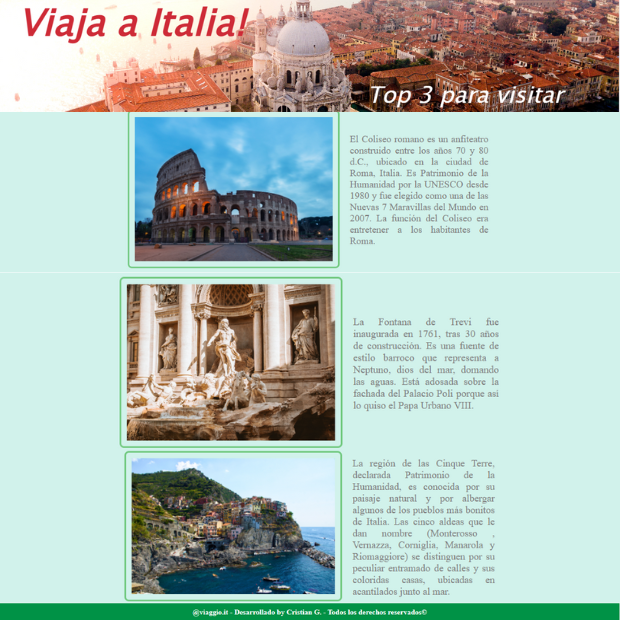 Viaja a Italia!
Top 3 para visitar
El Coliseo romano es un anfiteatro
construido entre los años 70 y 80
d.C., ubicado en la ciudad de
Roma, Italia. Es Patrimonio de la
Humanidad por la UNESCO desde
1980 y fue elegido como una de las
Nuevas 7 Maravillas del Mundo en
2007. La función del Coliseo era
entretener a los habitantes de
Roma.
La Fontana de Trevi fue
inaugurada en 1761, tras 30 años
de construcción. Es una fuente de
estilo barroco que representa a
Neptuno, dios del mar, domando
las aguas. Está adosada sobre la
fachada del Palacio Poli porque asi
lo quiso el Papa Urbano VIII.
La región de las Cinque Terre,
declarada Patrimonio de la
Humanidad, es conocida por su
paisaje natural y por albergar
algunos de los pueblos más bonitos
de Italia. Las cinco aldeas que le
dan nombre (Monterosso ,
Vernazza, Corniglia, Manarola y
Riomaggiore) se distinguen por su
peculiar entramado de calles y sus
coloridas casas, ubicadas en
acantilados junto al mar.
@viaggio.it - Desarrollado by Cristian G. - Todos los derechos reservados©